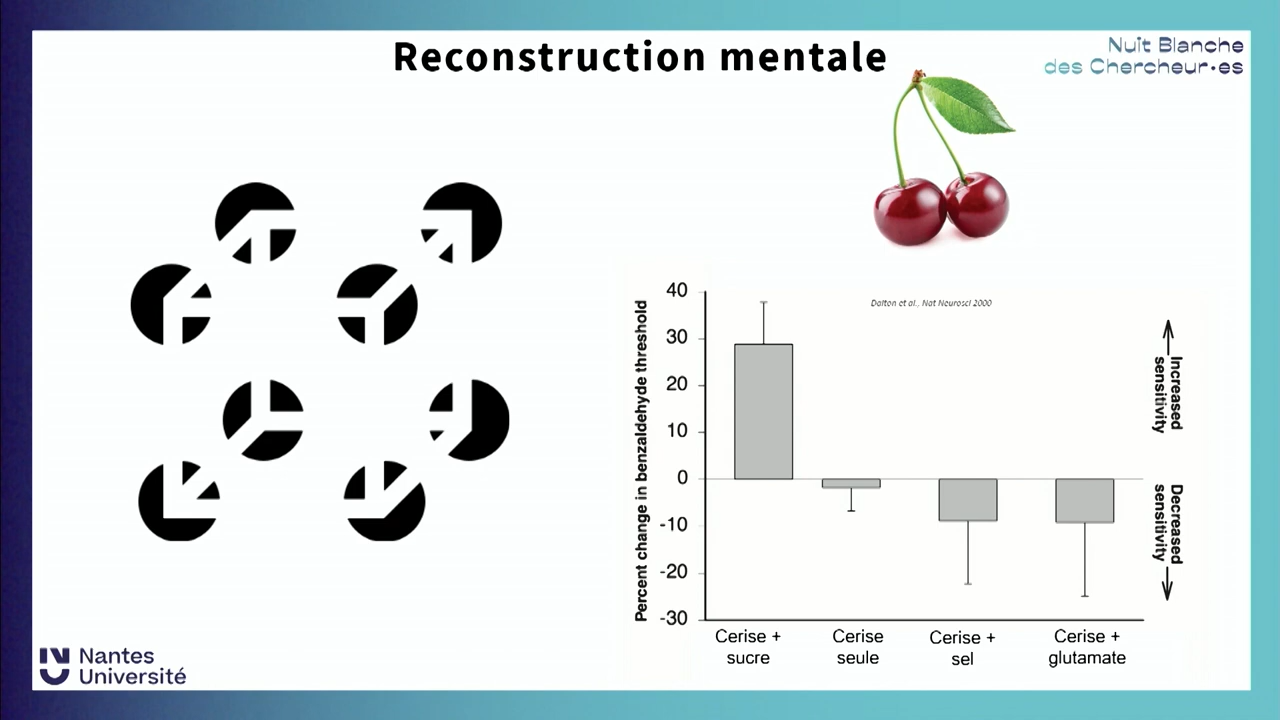 Reconstruction mentale
Nuit Blanche
des Chercheur·es
Percent change in benzaldehyde threshold
40
30
20
10
0
-10
-20
-30
Dalton et al., Nat Neurosci 2000
Increased
sensitivity
Decreased
sensitivity
Cerise +
sucre
Cerise
seule
Cerise +
sel
Cerise +
glutamate
Nantes
Université